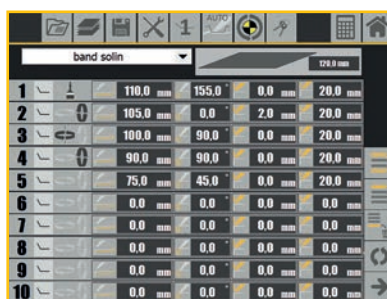 1 AUTO
band solin 120,0 mm
1 110,0 mm 155,0 ° 0,0 mm 20,0 mm
2 105,0 mm 0,0 ° 2,0 mm 20,0 mm
3 100,0 mm 90,0 ° 0,0 mm 20,0 mm
4 90,0 mm 90,0 ° 0,0 mm 20,0 mm
5 75,0 mm 45,0 ° 0,0 mm 20,0 mm
6 0,0 mm 0,0 ° 0,0 mm 0,0 mm
7 0,0 mm 0,0 ° 0,0 mm 0,0 mm
8 0,0 mm 0,0 ° 0,0 mm 0,0 mm
9 0,0 mm 0,0 ° 0,0 mm 0,0 mm
10 0,0 mm 0,0 ° 0,0 mm 0,0 mm